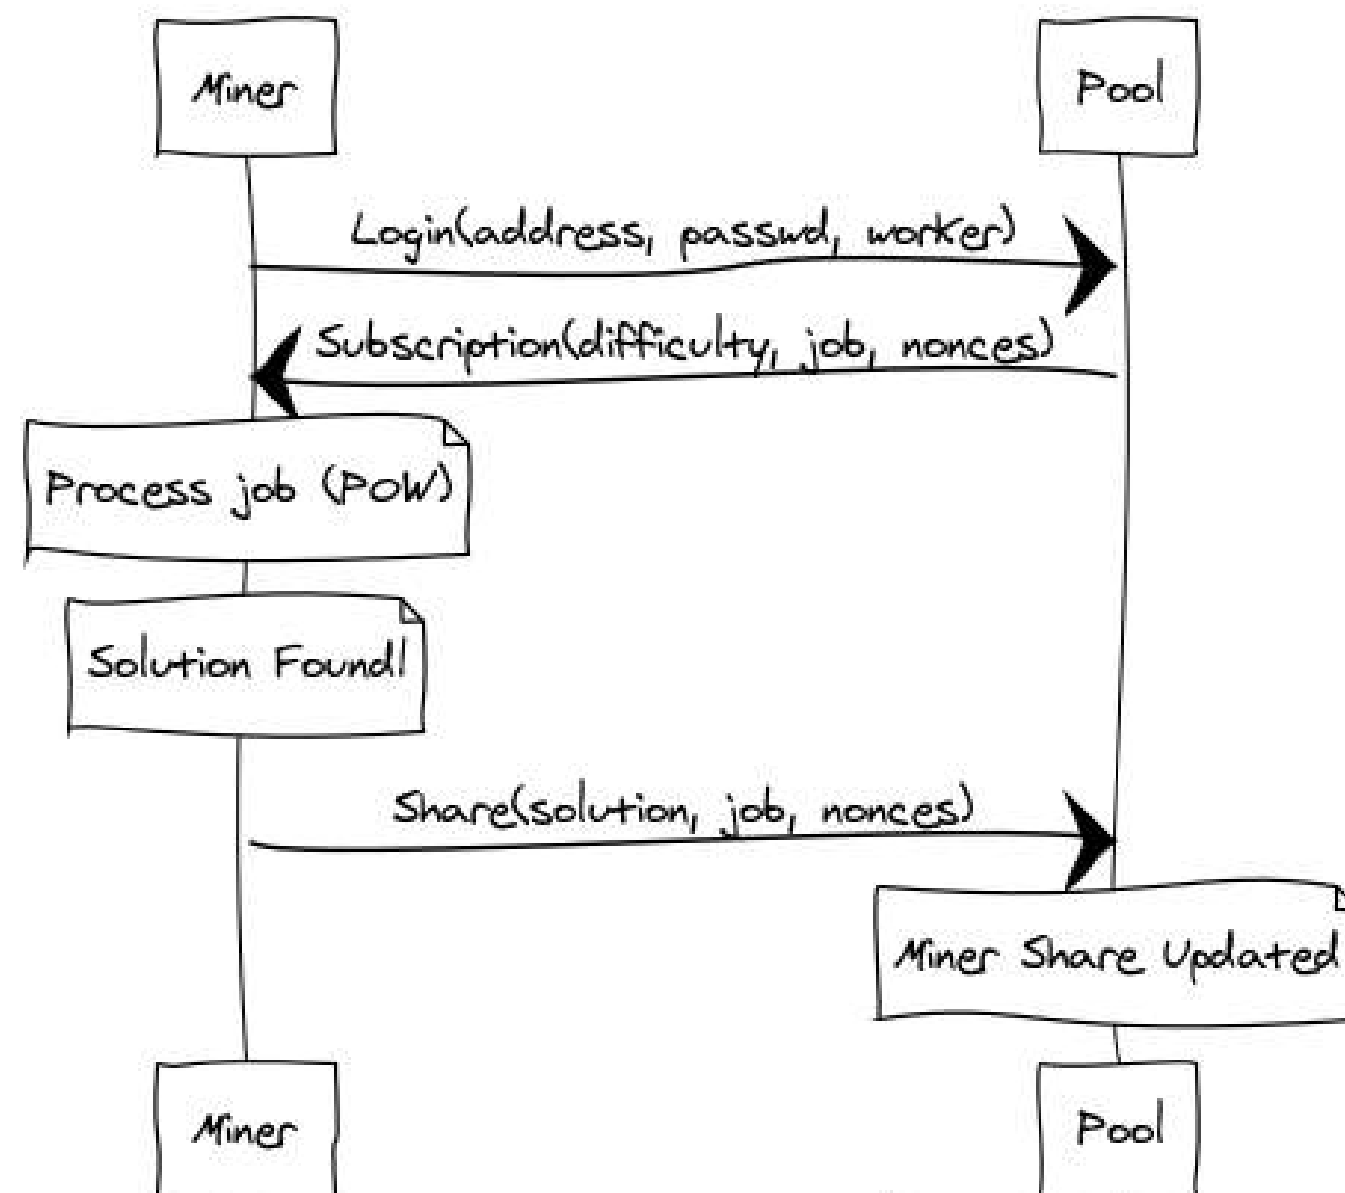 Miner
Pool
Login(address, passwd, worker)
Subscription(difficulty, job, nonces)
Process job (POW)
Solution Found!
Share(solution, job, nonces)
Miner Share Updated
Miner
Pool